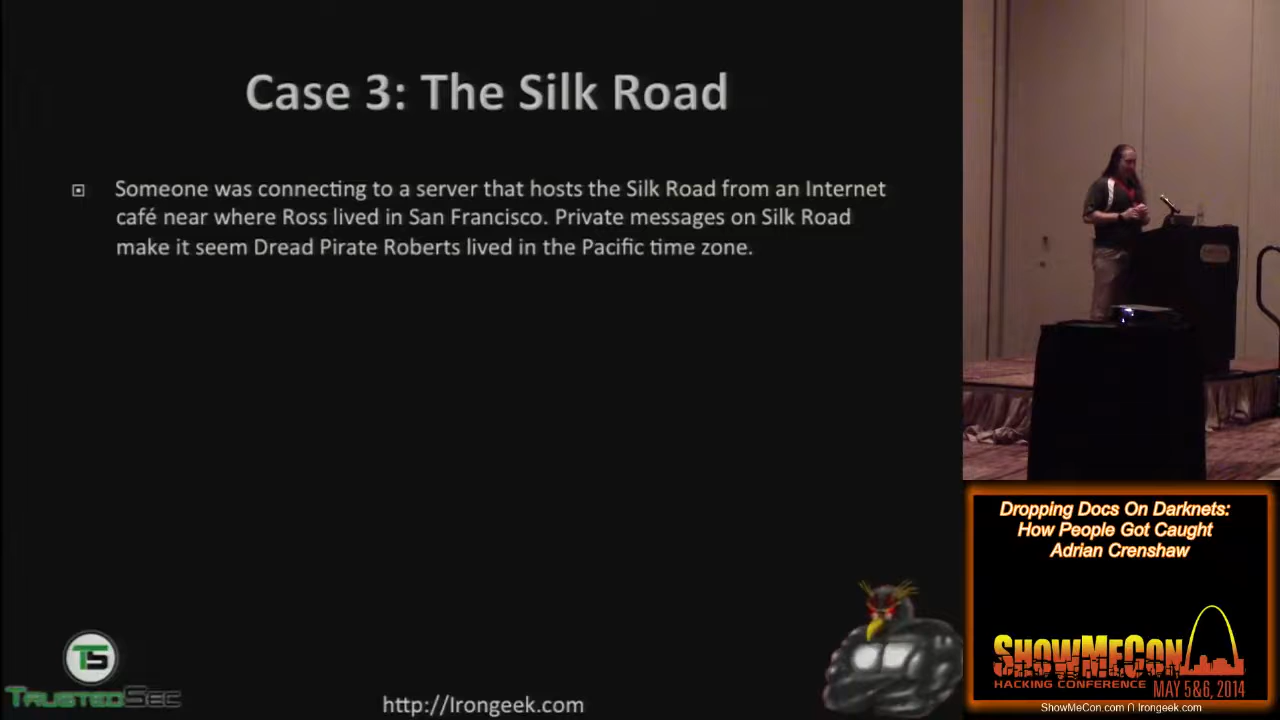 Case 3: The Silk Road
Someone was connecting to a server that hosts the Silk Road from an Internet
café near where Ross lived in San Francisco. Private messages on Silk Road
make it seem Dread Pirate Roberts lived in the Pacific time zone.
TS
TRUSTEDSEC
http://Irongeek.com
Dropping Docs On Darknets:
How People Got Caught
Adrian Crenshaw
SHOWMECON
HACKING CONFERENCE MAY 5&6, 2014
ShowMeCon.com ∩ Irongeek.com